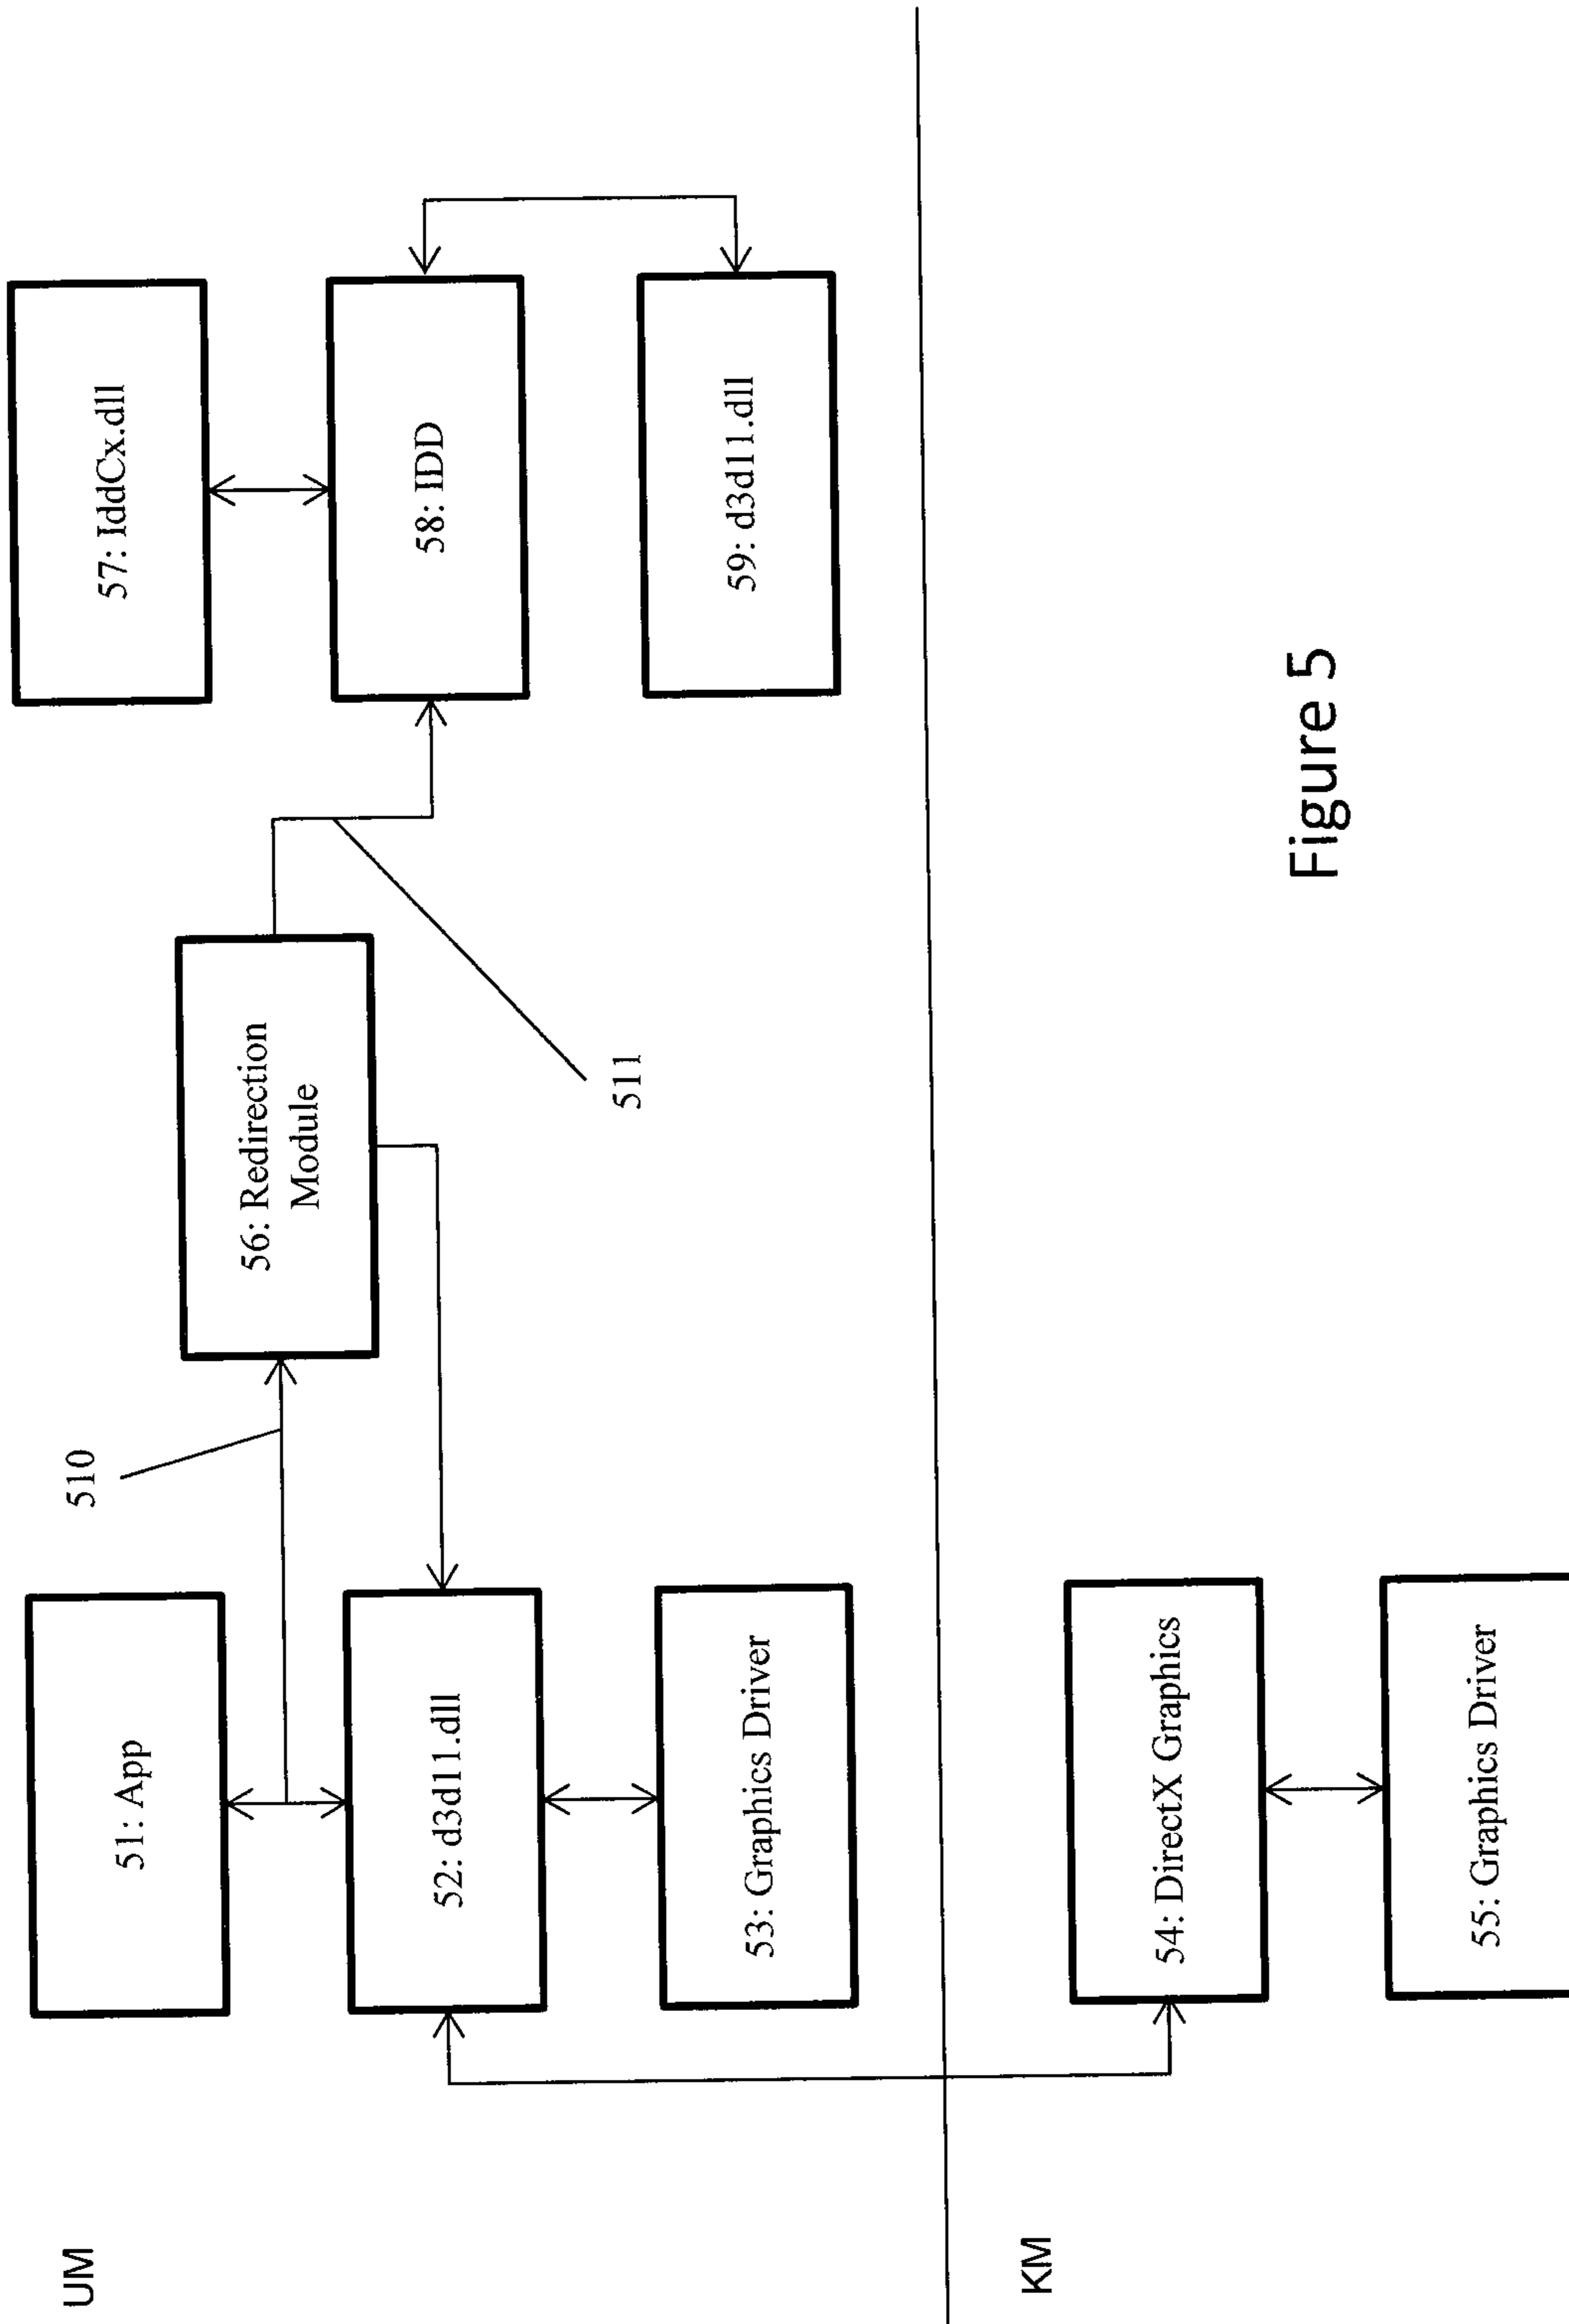 UM
51: App
510
56: Redirection
Module
57: IddCx.dll
52: d3d11.dll
58: IDD
511
53: Graphics Driver
59: d3d11.dll
KM
54: DirectX Graphics
55: Graphics Driver
Figure 5